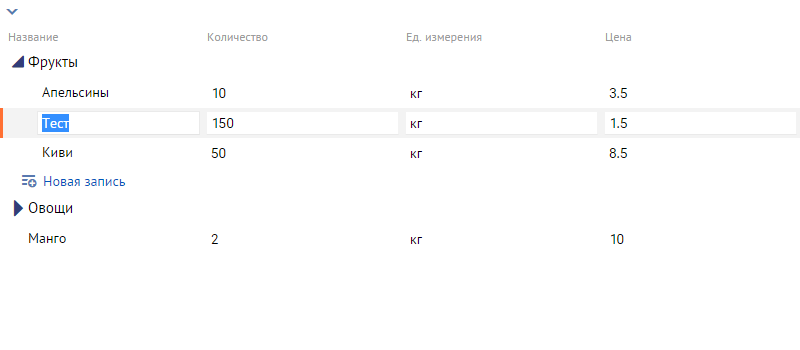 Название Количество Ед. измерения Цена
Фрукты
Апельсины 10 кг 3.5
Тест 150 кг 1.5
Киви 50 кг 8.5
Новая запись
Овощи
Манго 2 кг 10